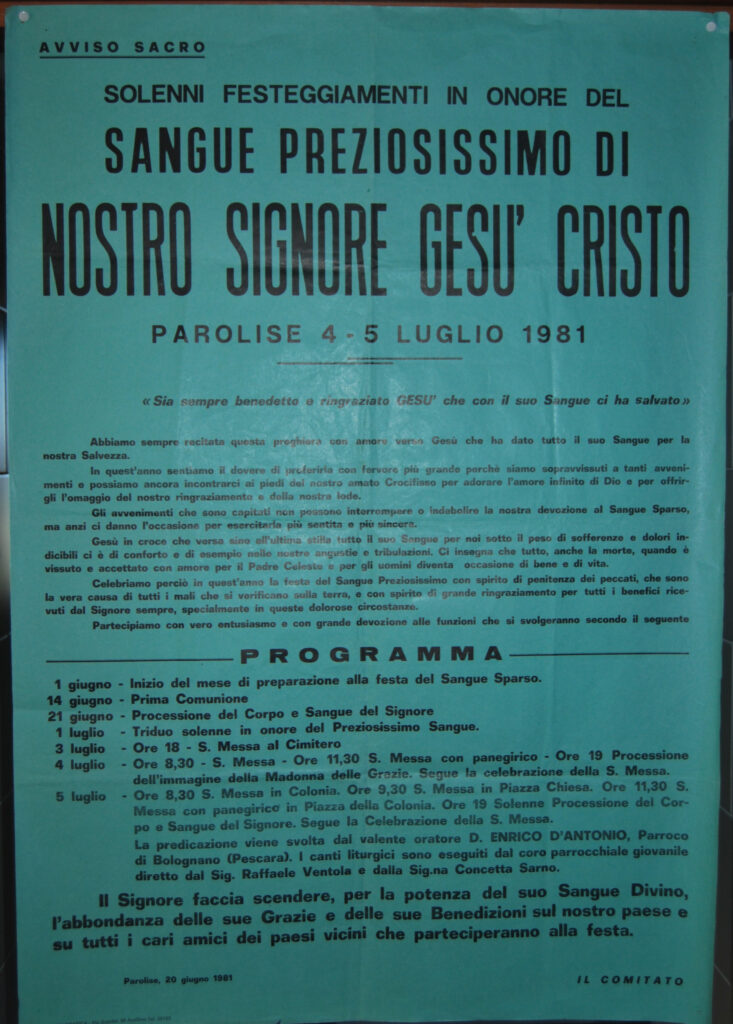 AVVISO SACRO
SOLENNI FESTEGGIAMENTI IN ONORE DEL
SANGUE PREZIOSISSIMO DI
NOSTRO SIGNORE GESU' CRISTO
PAROLISE 4 - 5 LUGLIO 1981
« Sia sempre benedetto e ringraziato GESU' che con il suo Sangue ci ha salvato »
Abbiamo sempre recitata questa preghiera con amore verso Gesù che ha dato tutto il suo Sangue per la
nostra Salvezza.
In quest'anno sentiamo il dovere di proferirla con fervore più grande perchè siamo sopravvissuti a tanti avveni-
menti e possiamo ancora incontrarci ai piedi del nostro amato Crocifisso per adorare l'amore infinito di Dio e per offrir-
gli l'omaggio del nostro ringraziamento e della nostra lode.
Gli avvenimenti che sono capitati non possono interrompere o indebolire la nostra devozione al Sangue Sparso,
ma anzi ci danno l'occasione per esercitarla più sentita e più sincera.
Gesù in croce che versa sino all'ultima stilla tutto il suo Sangue per noi sotto il peso di sofferenze e dolori in-
dicibili ci è di conforto e di esempio nelle nostre angustie e tribulazioni. Ci insegna che tutto, anche la morte, quando è
vissuto e accettato con amore per il Padre Celeste e per gli uomini diventa occasione di bene e di vita.
Celebriamo perciò in quest'anno la festa del Sangue Preziosissimo con spirito di penitenza dei peccati, che sono
la vera causa di tutti i mali che si verificano sulla terra, e con spirito di grande ringraziamento per tutti i benefici rice-
vuti dal Signore sempre, specialmente in queste dolorose circostanze.
Partecipiamo con vero entusiasmo e con grande devozione alle funzioni che si svolgeranno secondo il seguente
PROGRAMMA
1 giugno - Inizio del mese di preparazione alla festa del Sangue Sparso.
14 giugno - Prima Comunione
21 giugno - Processione del Corpo e Sangue del Signore
1 luglio - Triduo solenne in onore del Preziosissimo Sangue.
3 luglio - Ore 18 - S. Messa al Cimitero
4 luglio - Ore 8,30 - S. Messa - Ore 11,30 S. Messa con panegirico - Ore 19 Processione
dell'immagine della Madonna delle Grazie. Segue la celebrazione della S. Messa.
5 luglio - Ore 8,30 S. Messa in Colonia. Ore 9,30 S. Messa in Piazza Chiesa. Ore 11,30 S.
Messa con panegirico in Piazza della Colonia. Ore 19 Solenne Processione del Cor-
po e Sangue del Signore. Segue la Celebrazione della S. Messa.
La predicazione viene svolta dal valente oratore D. ENRICO D'ANTONIO, Parroco
di Bolognano (Pescara). I canti liturgici sono eseguiti dal coro parrocchiale giovanile
diretto dal Sig. Raffaele Ventola e dalla Sig.na Concetta Sarno.
Il Signore faccia scendere, per la potenza del suo Sangue Divino,
l'abbondanza delle sue Grazie e delle sue Benedizioni sul nostro paese e
su tutti i cari amici dei paesi vicini che parteciperanno alla festa.
Parolise, 20 giugno 1981
IL COMITATO